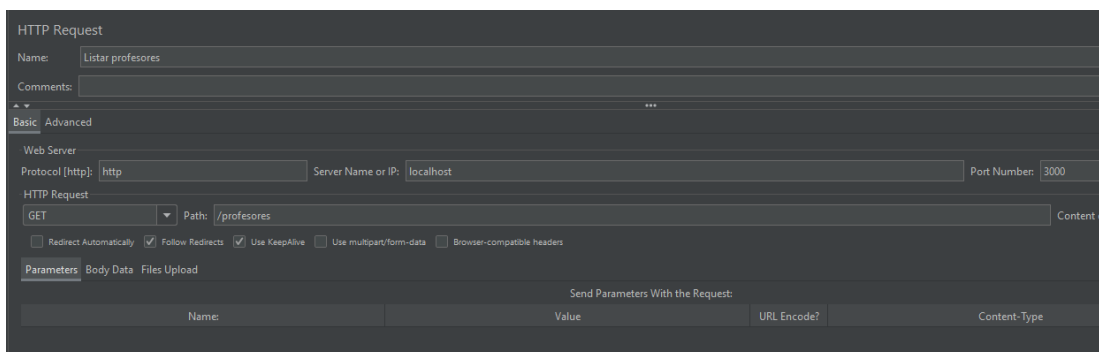 HTTP Request
Name: Listar profesores
Comments:
Basic Advanced
Web Server
Protocol [http]: http Server Name or IP: localhost Port Number: 3000
HTTP Request
GET Path: /profesores Content
Redirect Automatically Follow Redirects Use KeepAlive Use multipart/form-data Browser-compatible headers
Parameters Body Data Files Upload
Send Parameters With the Request:
Name: Value URL Encode? Content-Type